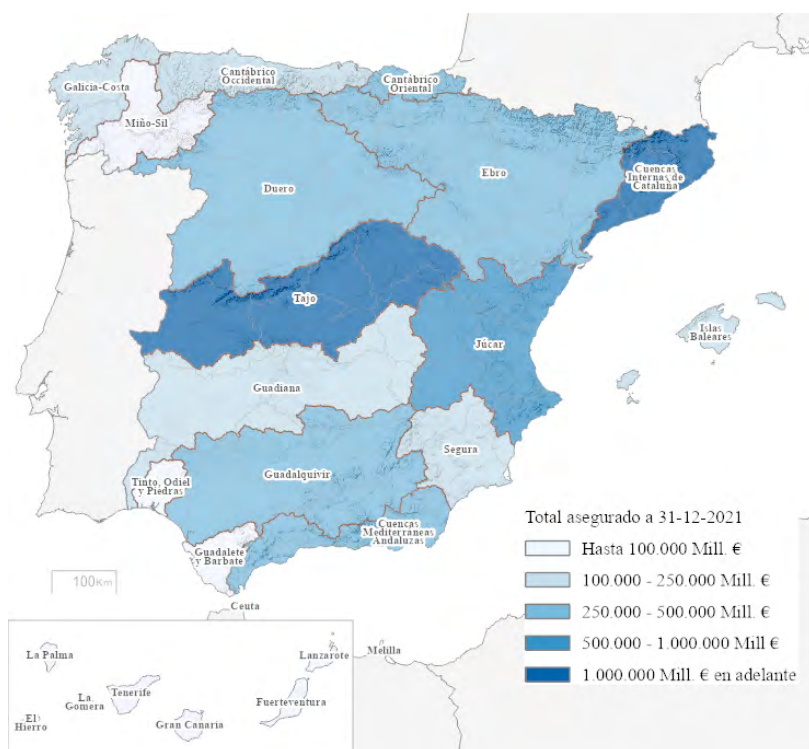 Galicia-Costa
Cantábrico
Occidental
Cantábrico
Oriental
Miño-Sil
Duero
Ebro
Cuencas
Internas de
Cataluña
Tajo
Júcar
Islas
Baleares
Guadiana
Segura
Tinto, Odiel
y Piedras
Guadalquivir
Cuencas
Mediterráneas
Andaluzas
Guadalete
y Barbate
100Km
Ceuta
Melilla
La Palma
La
Gomera
Tenerife
El
Hierro
Gran Canaria
Lanzarote
Fuerteventura
Total asegurado a 31-12-2021
Hasta 100.000 Mill. €
100.000 - 250.000 Mill. €
250.000 - 500.000 Mill. €
500.000 - 1.000.000 Mill €
1.000.000 Mill. € en adelante